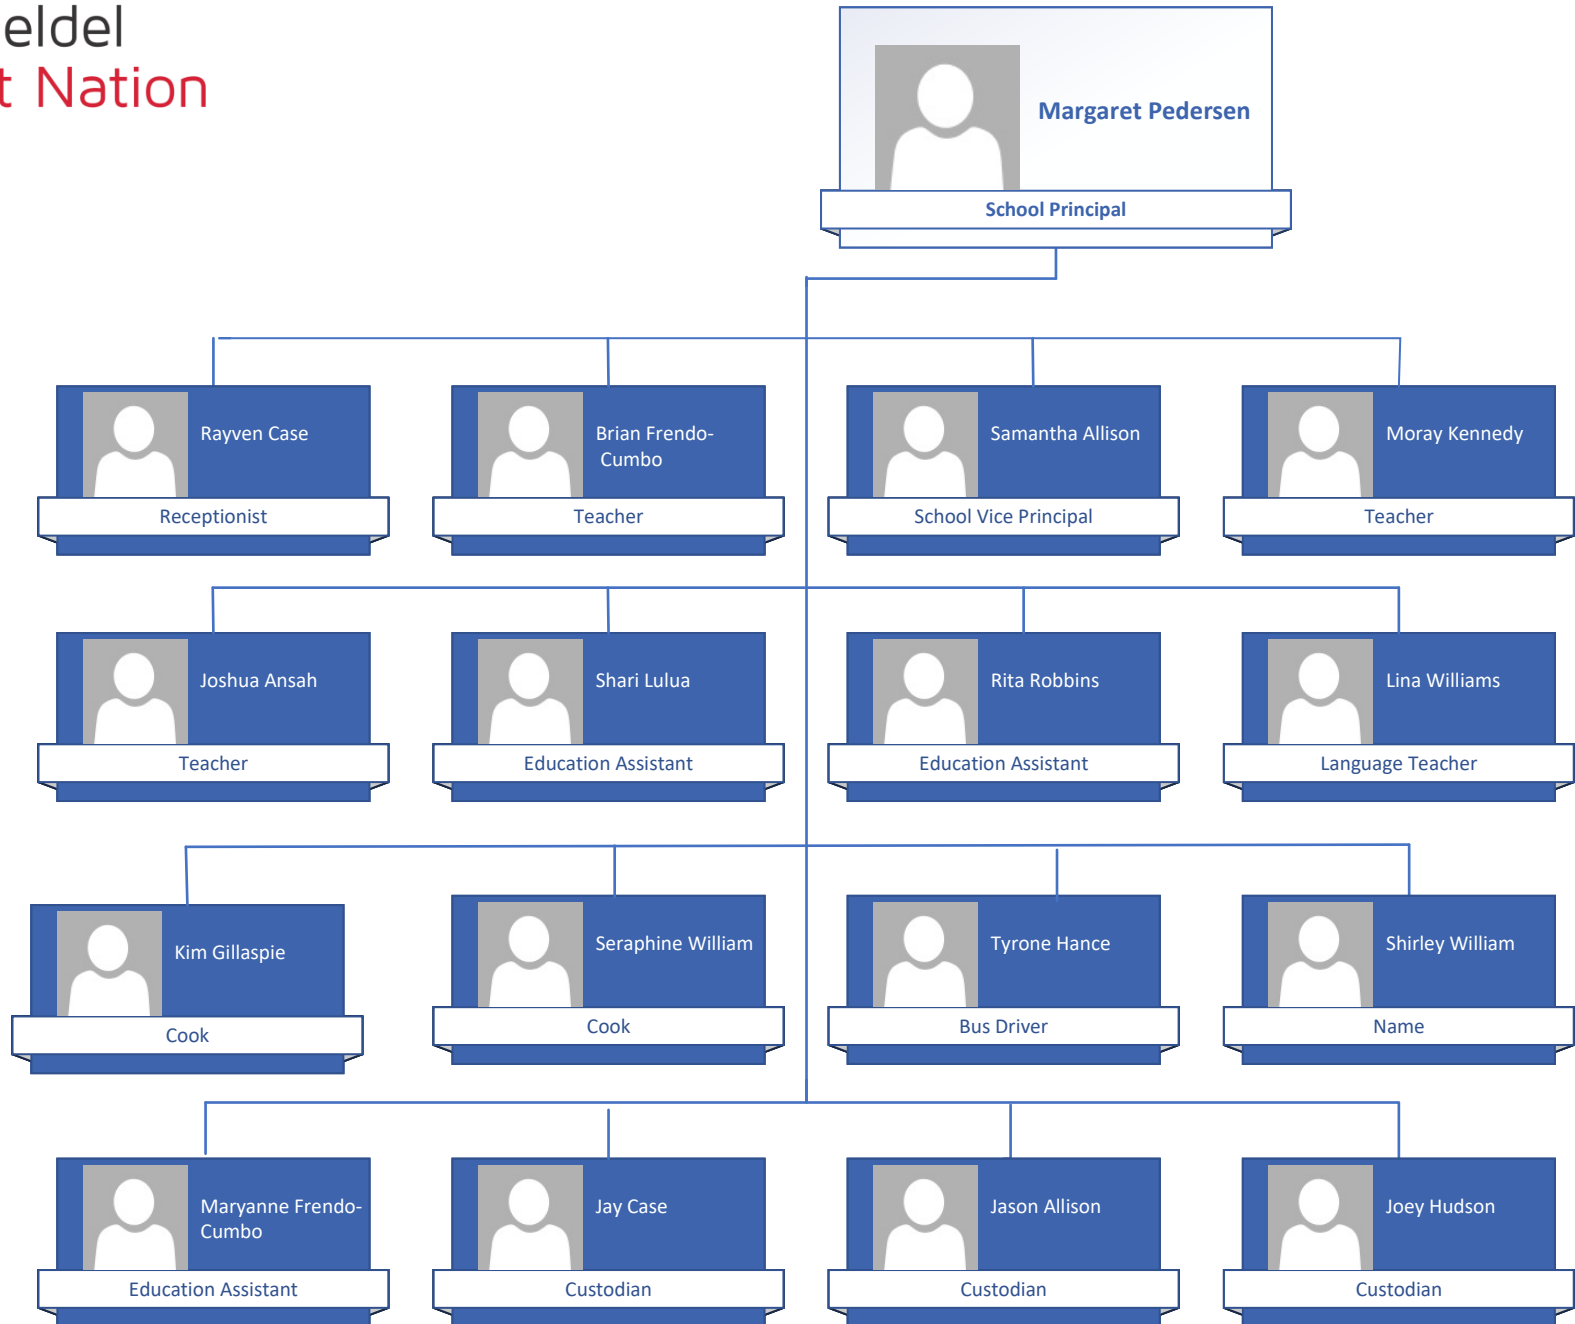 eldel
t Nation
Margaret Pedersen
School Principal
Rayven Case
Receptionist
Brian Frendo-
Cumbo
Teacher
Samantha Allison
School Vice Principal
Moray Kennedy
Teacher
Joshua Ansah
Teacher
Shari Lulua
Education Assistant
Rita Robbins
Education Assistant
Lina Williams
Language Teacher
Kim Gillaspie
Cook
Seraphine William
Cook
Tyrone Hance
Bus Driver
Shirley William
Name
Maryanne Frendo-
Cumbo
Education Assistant
Jay Case
Custodian
Jason Allison
Custodian
Joey Hudson
Custodian